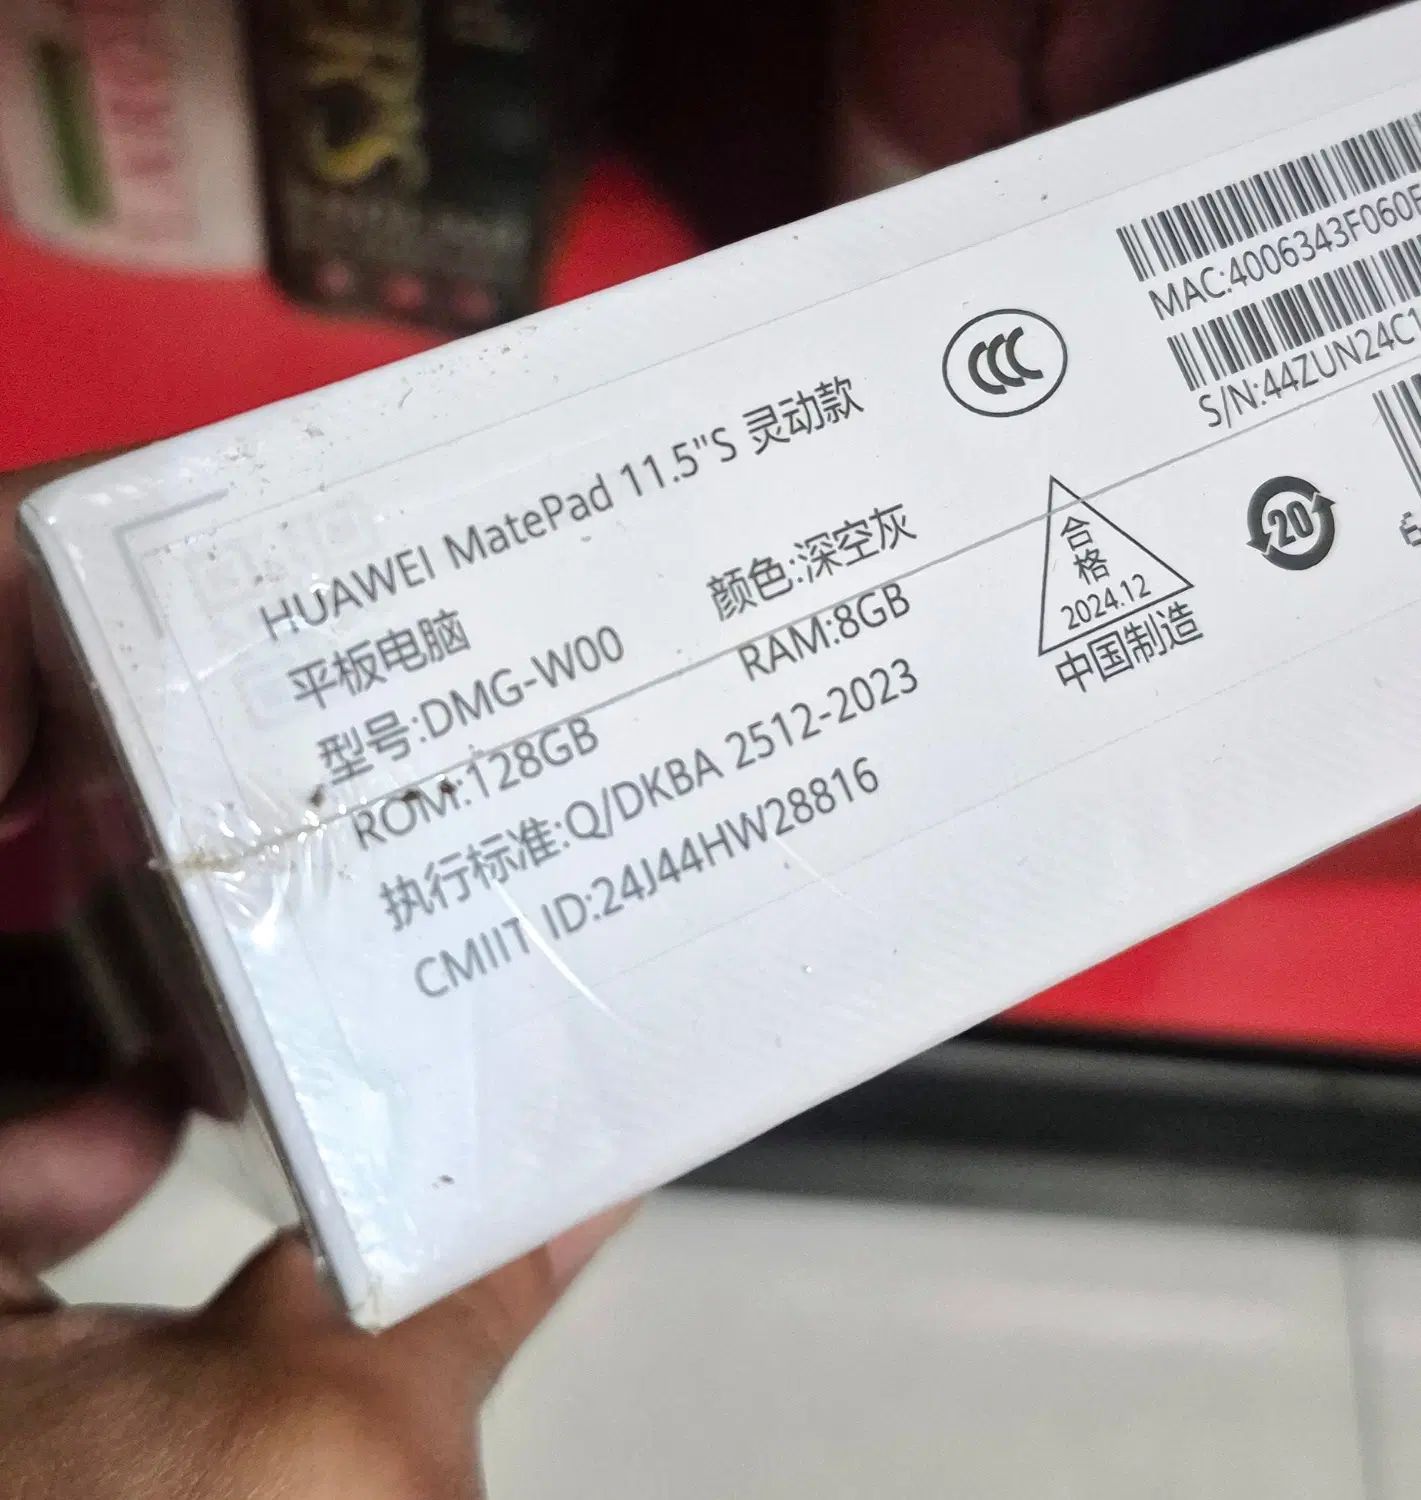 HUAWEI MatePad 11.5"S 灵动款
平板电脑
型号:DMG-W00 颜色:深空灰
ROM:128GB RAM:8GB
执行标准:Q/DKBA 2512-2023
CMIIT ID:24J44HW28816
CCC
合
格
2024.12
中国制造
20
MAC:4006343F060
S/N:44ZUN24C1